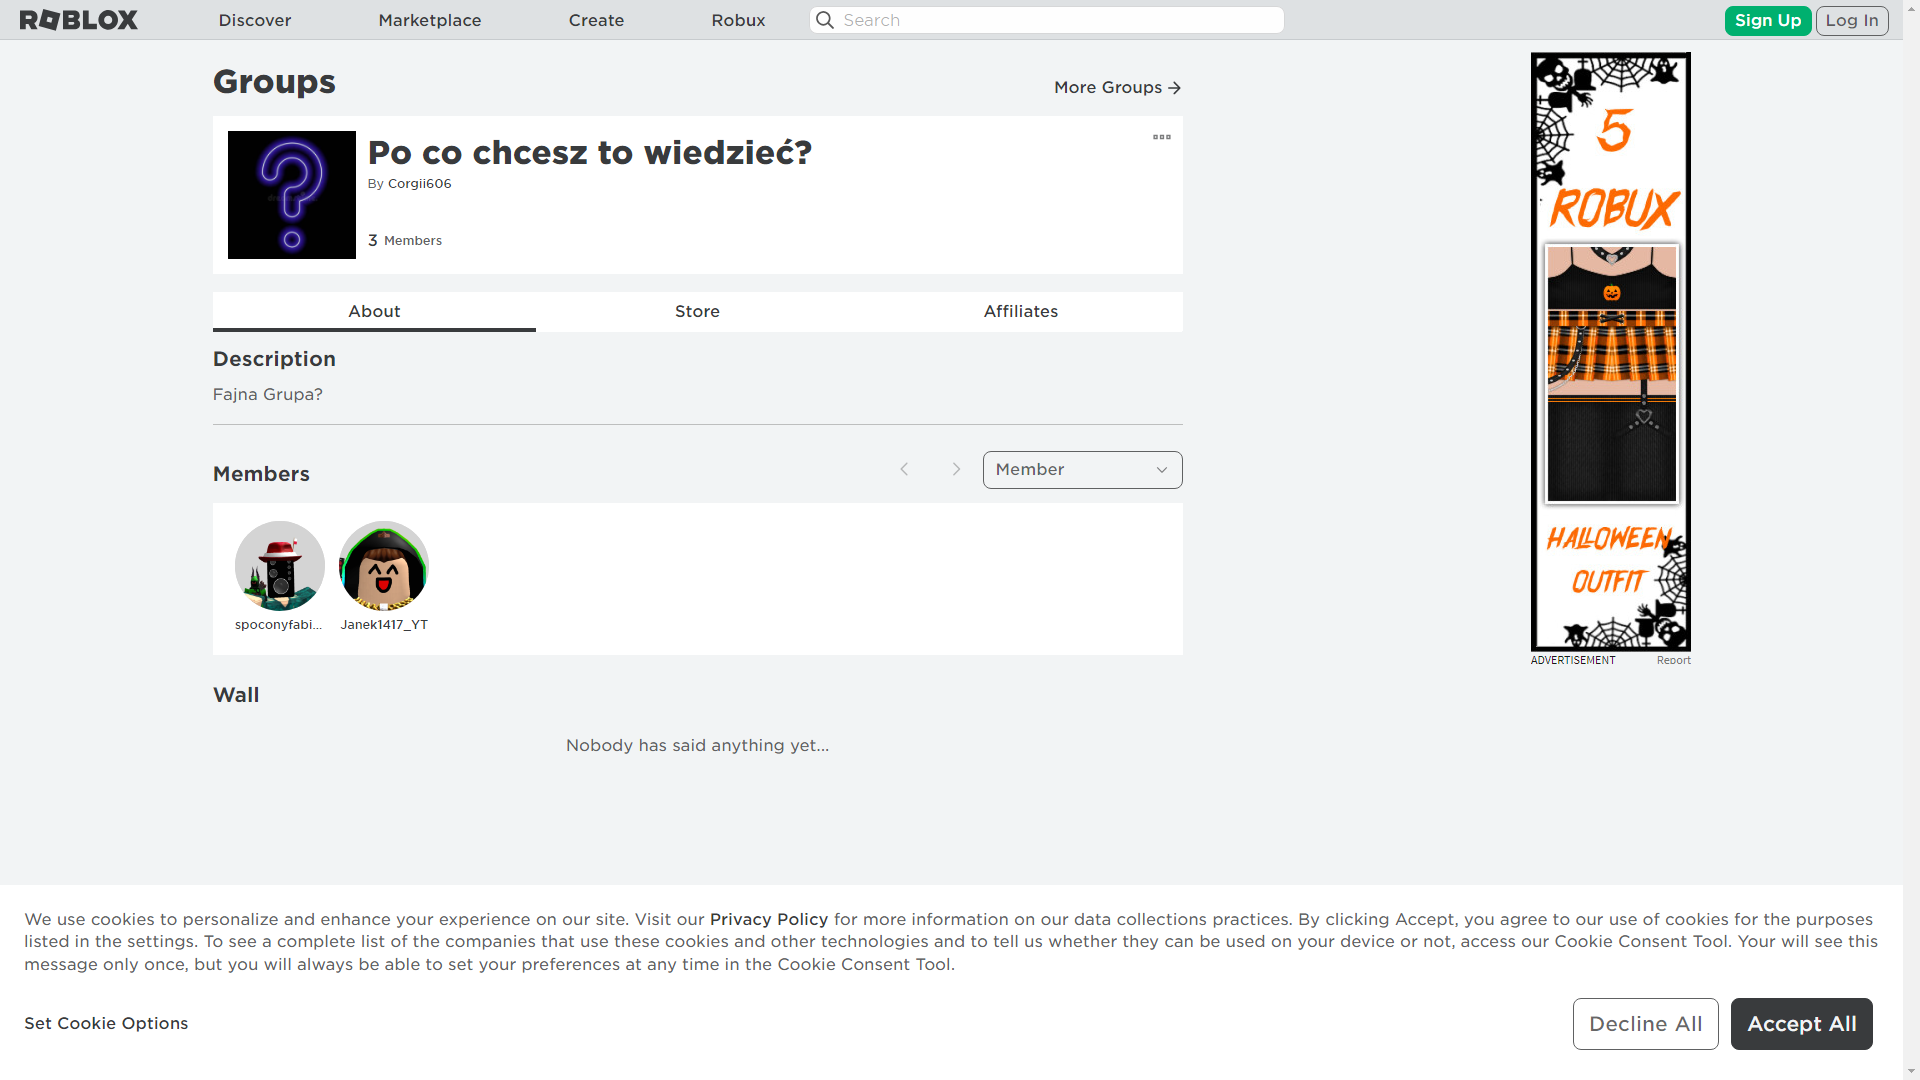 ROBLOX
Discover
Marketplace
Create
Robux
Search
Sign Up
Log In
Groups
More Groups
Po co chcesz to wiedzieć?
By Corgii606
3 Members
About
Store
Affiliates
Description
Fajna Grupa?
Members
Member
spoconyfabi...
Janek1417_YT
Wall
Nobody has said anything yet...
5
ROBUX
HALLOWEEN
OUTFIT
ADVERTISEMENT
Report
We use cookies to personalize and enhance your experience on our site. Visit our Privacy Policy for more information on our data collections practices. By clicking Accept, you agree to our use of cookies for the purposes
listed in the settings. To see a complete list of the companies that use these cookies and other technologies and to tell us whether they can be used on your device or not, access our Cookie Consent Tool. Your will see this
message only once, but you will always be able to set your preferences at any time in the Cookie Consent Tool.
Set Cookie Options
Decline All
Accept All